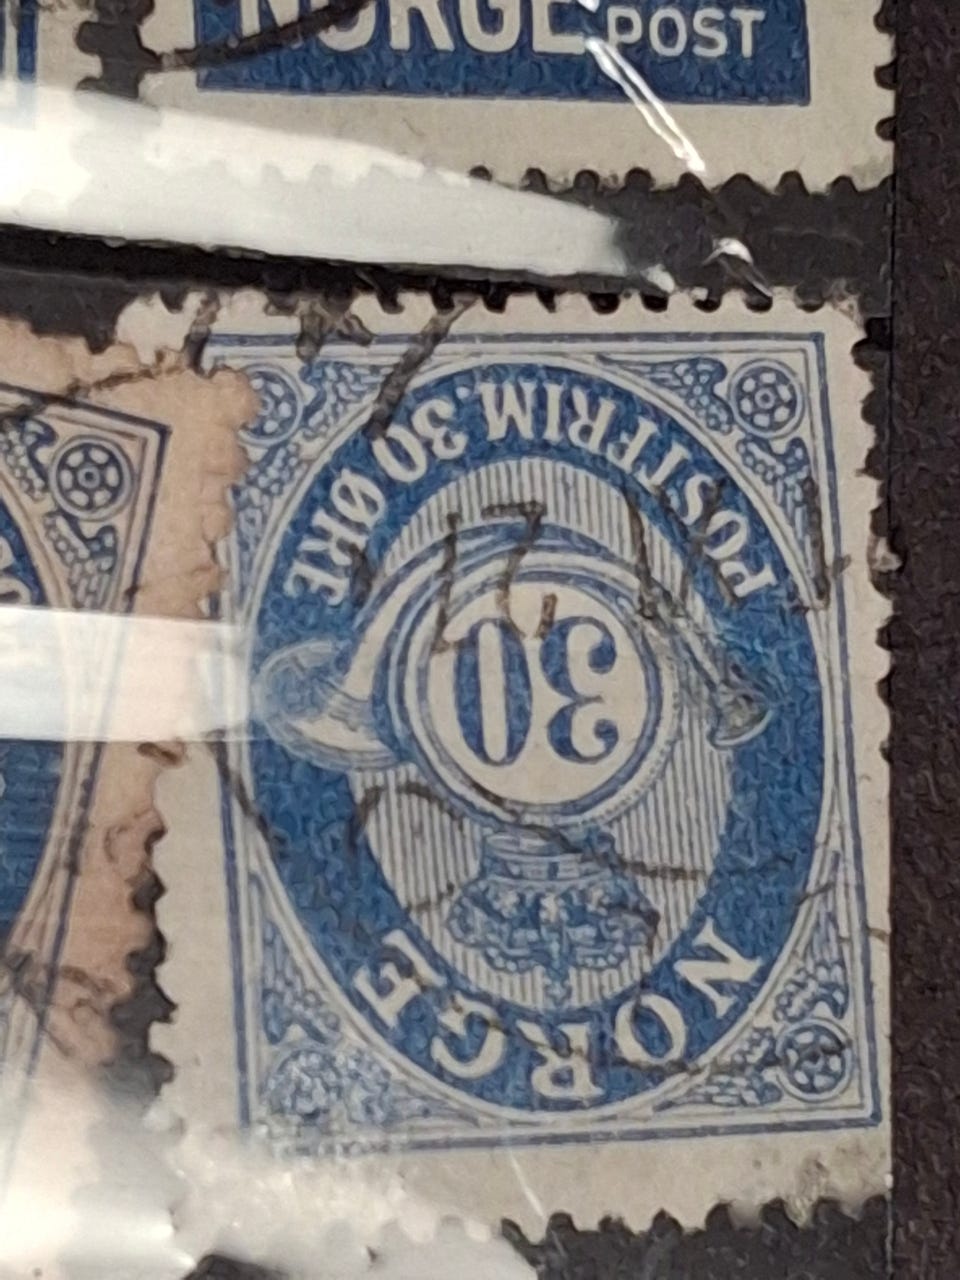 NORGE POST
NORGE
30
POSTFRIM. 30 ØRE